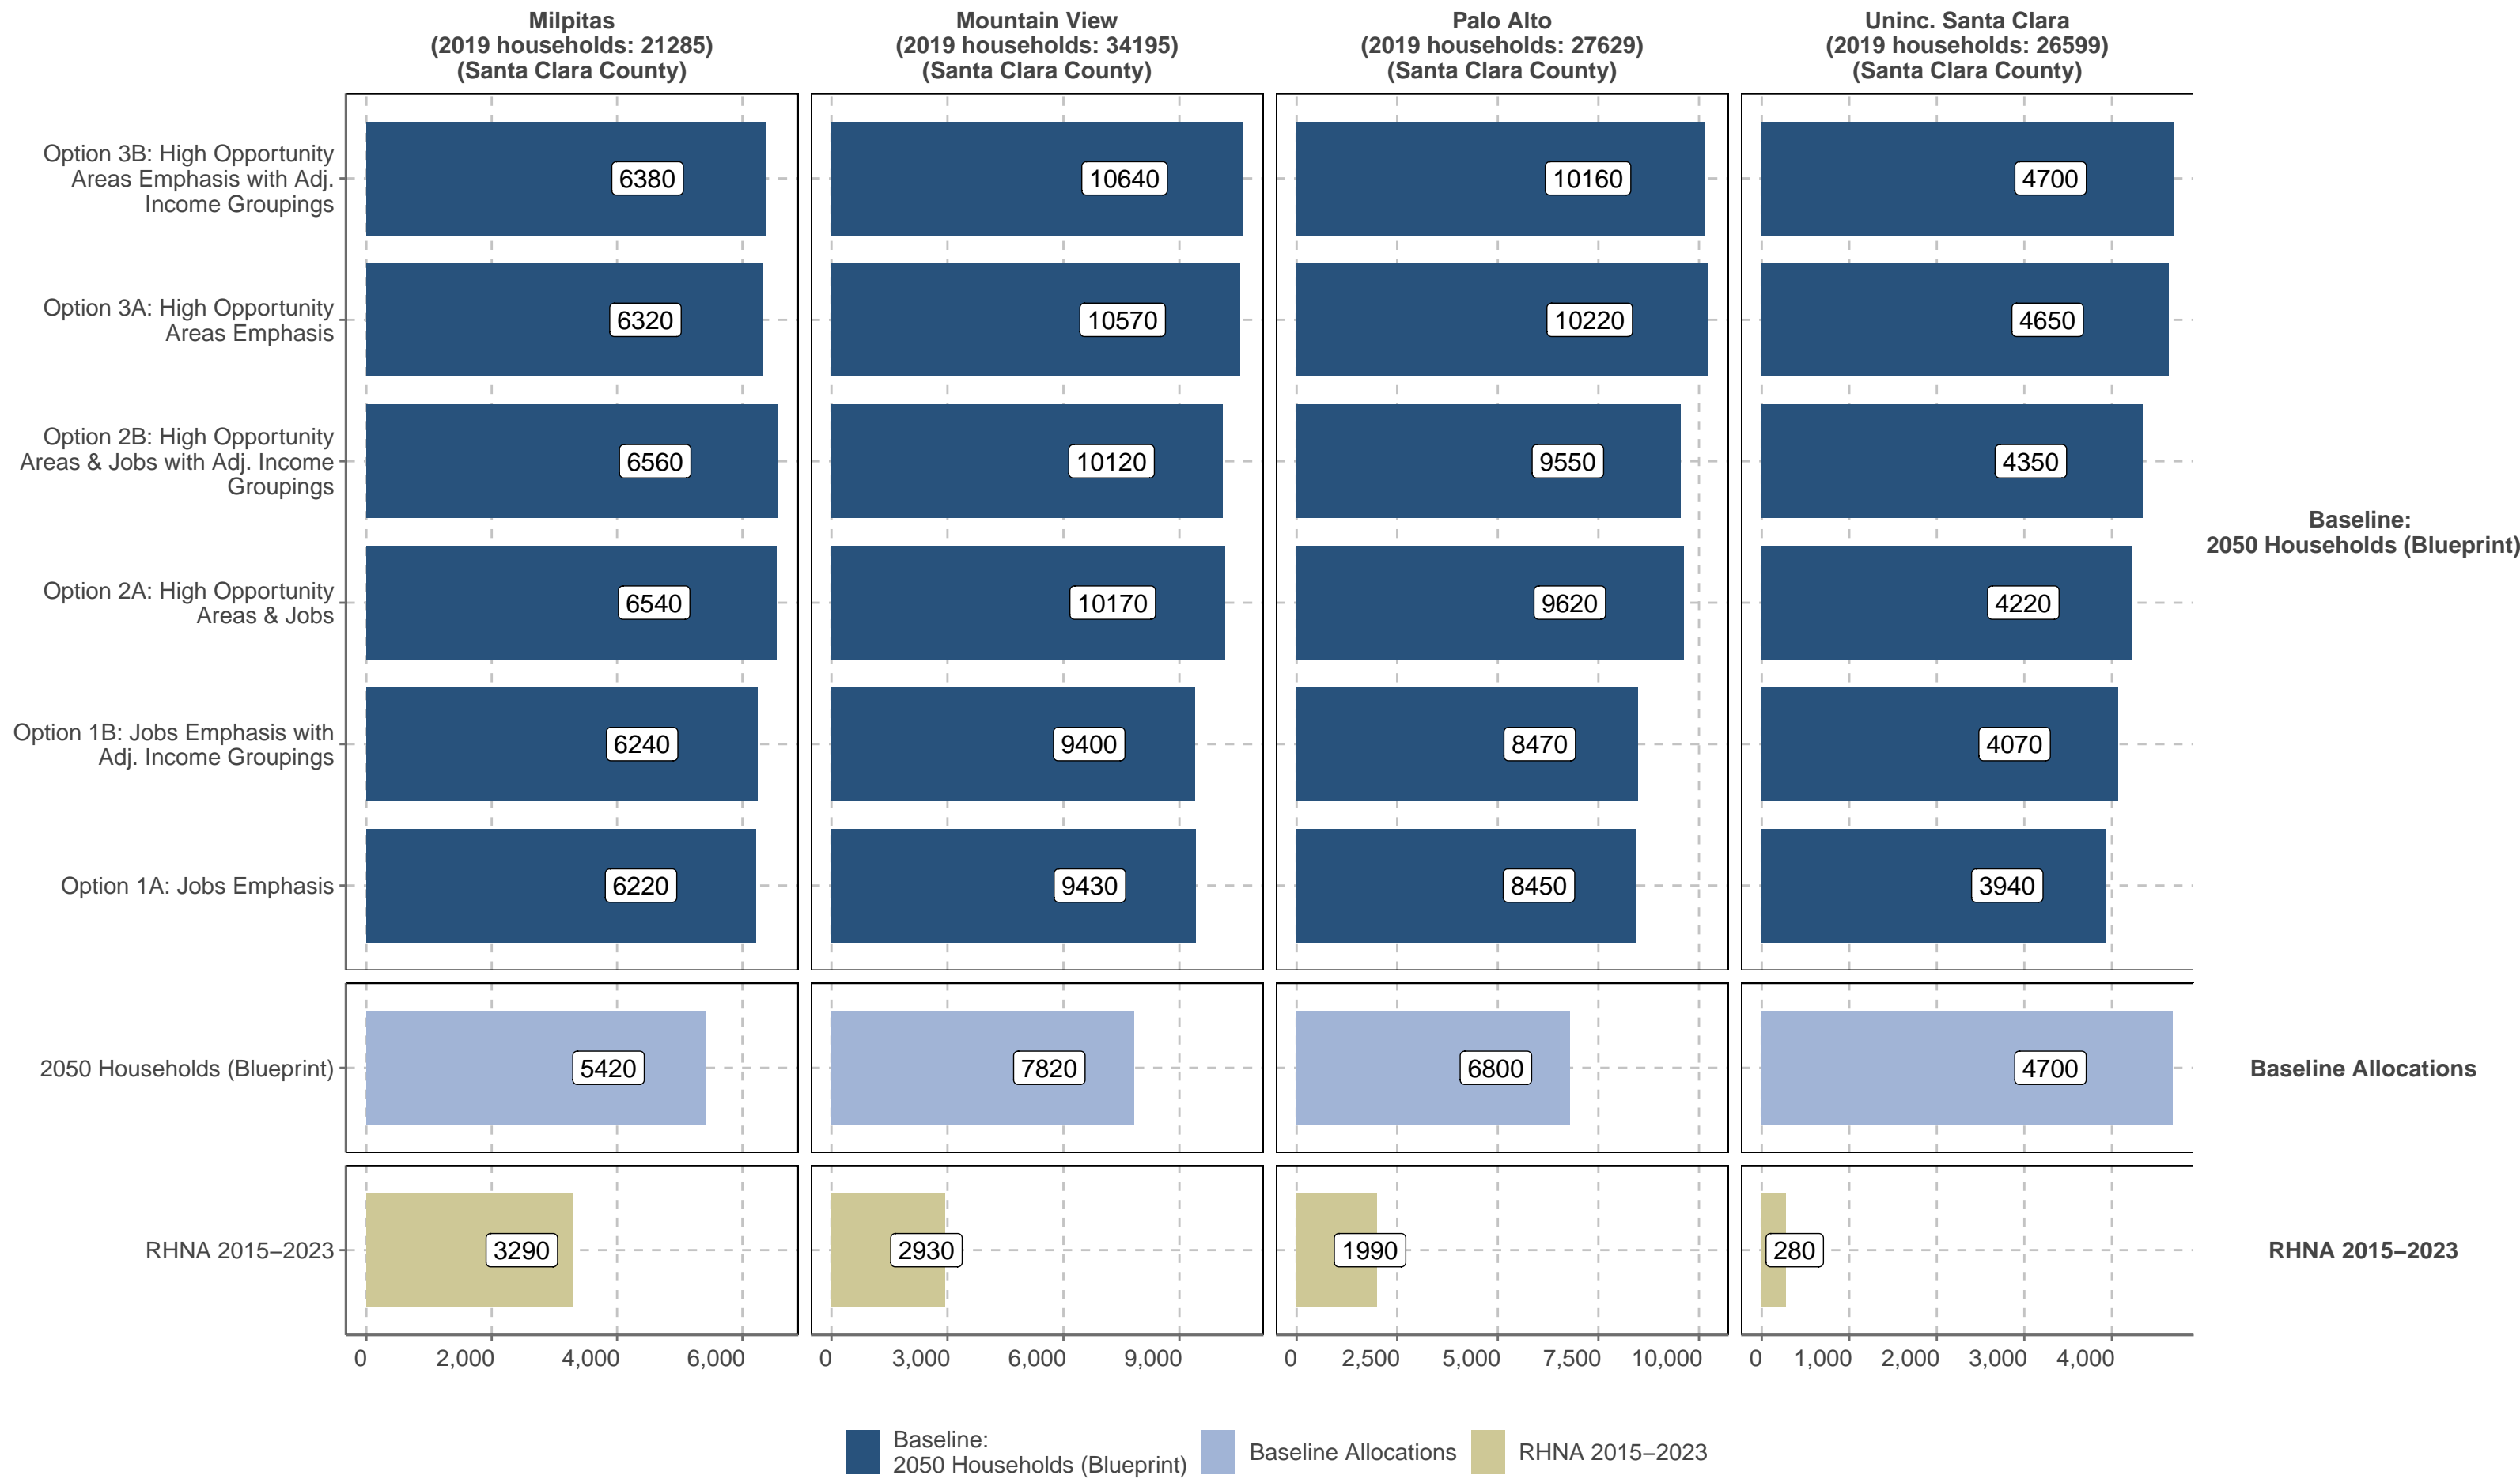 Milpitas
(2019 households: 21285)
(Santa Clara County)
Mountain View
(2019 households: 34195)
(Santa Clara County)
Palo Alto
(2019 households: 27629)
(Santa Clara County)
Uninc. Santa Clara
(2019 households: 26599)
(Santa Clara County)
Option 3B: High Opportunity
Areas Emphasis with Adj.
Income Groupings
6380
10640
10160
4700
Option 3A: High Opportunity
Areas Emphasis
6320
10570
10220
4650
Option 2B: High Opportunity
Areas & Jobs with Adj. Income
Groupings
6560
10120
9550
4350
Baseline:
2050 Households (Blueprint)
Option 2A: High Opportunity
Areas & Jobs
6540
10170
9620
4220
Option 1B: Jobs Emphasis with
Adj. Income Groupings
6240
9400
8470
4070
Option 1A: Jobs Emphasis
6220
9430
8450
3940
2050 Households (Blueprint)
5420
7820
6800
4700
Baseline Allocations
RHNA 2015−2023
3290
2930
1990
280
RHNA 2015−2023
0 2,000 4,000 6,000
0 3,000 6,000 9,000
0 2,500 5,000 7,500 10,000
0 1,000 2,000 3,000 4,000
Baseline:
2050 Households (Blueprint)
Baseline Allocations
RHNA 2015−2023